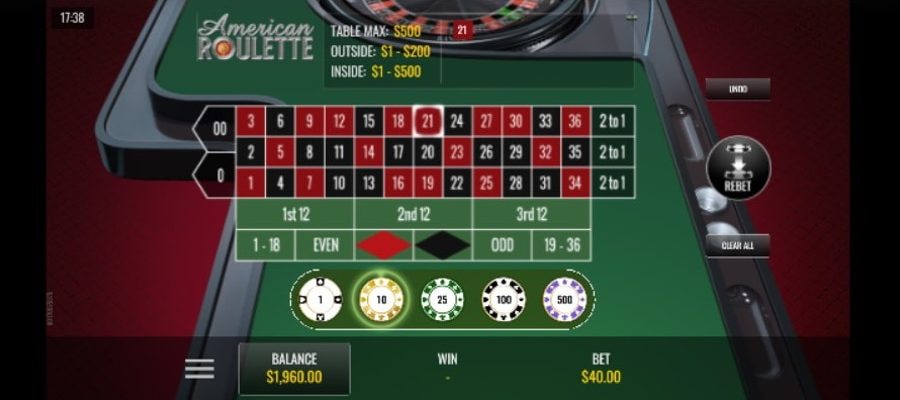 17:38
American
ROULETTE
TABLE MAX: $500
OUTSIDE: $1 - $200
INSIDE: $1 - $500
21
UNDO
00 3 6 9 12 15 18 21 24 27 30 33 36 2 to 1
2 5 8 11 14 17 20 23 26 29 32 35 2 to 1
0 1 4 7 10 13 16 19 22 25 28 31 34 2 to 1
REBET
1st 12 2nd 12 3rd 12
1 - 18 EVEN ODD 19 - 36
CLEAR ALL
1 10 25 100 500
BALANCE WIN BET
$1,960.00 - $40.00